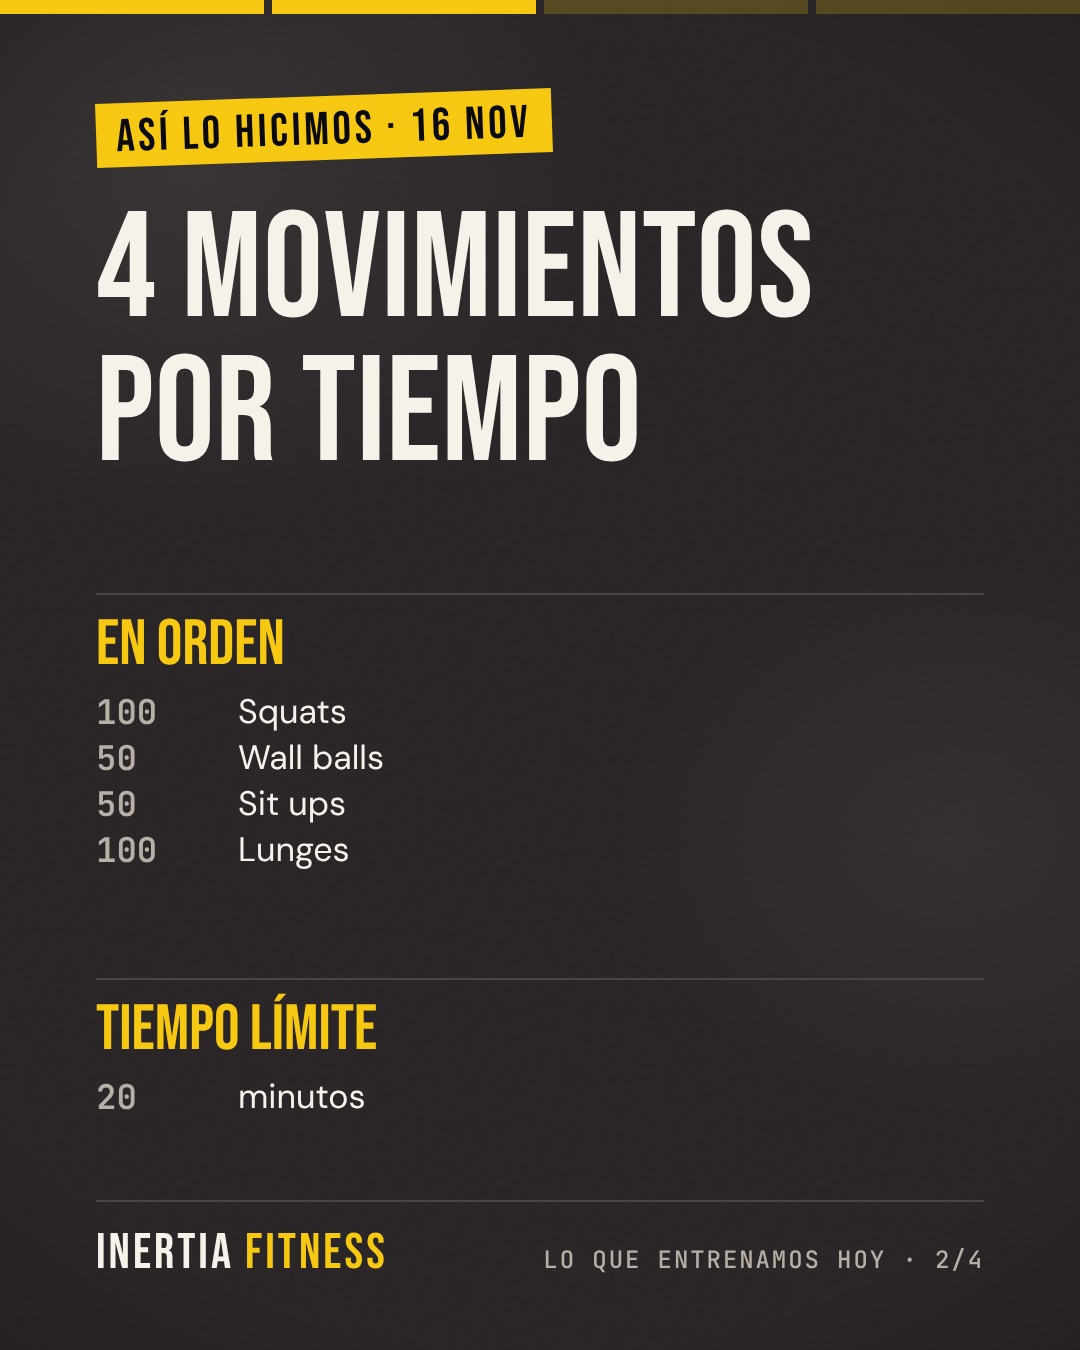 ASÍ LO HICIMOS · 16 NOV
4 MOVIMIENTOS
POR TIEMPO
EN ORDEN
100 Squats
50 Wall balls
50 Sit ups
100 Lunges
TIEMPO LÍMITE
20 minutos
INERTIA FITNESS
LO QUE ENTRENAMOS HOY · 2/4